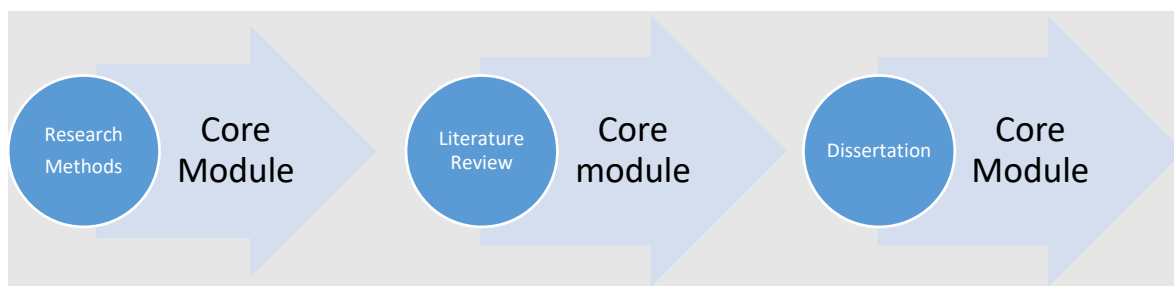 Research
Methods
Core
Module
Literature
Review
Core
module
Dissertation
Core
Module